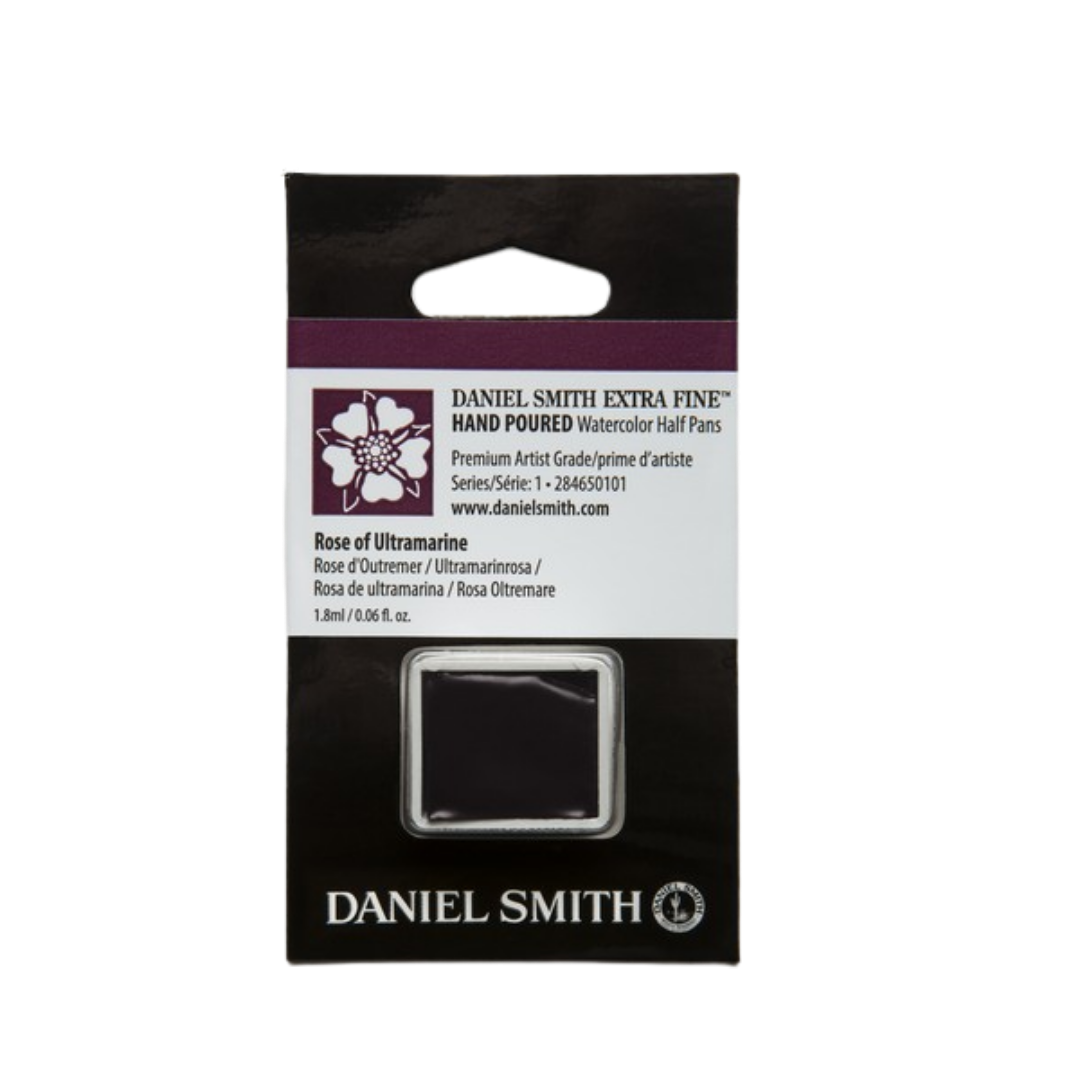 DANIEL SMITH EXTRA FINE™
HAND POURED Watercolor Half Pans
Premium Artist Grade/prime d'artiste
Series/Série: 1 • 284650101
www.danielsmith.com
Rose of Ultramarine
Rose d'Outremer / Ultramarinrosa /
Rosa de ultramarina / Rosa Oltremare
1.8ml / 0.06 fl. oz.
DANIEL SMITH
DANIEL SMITH